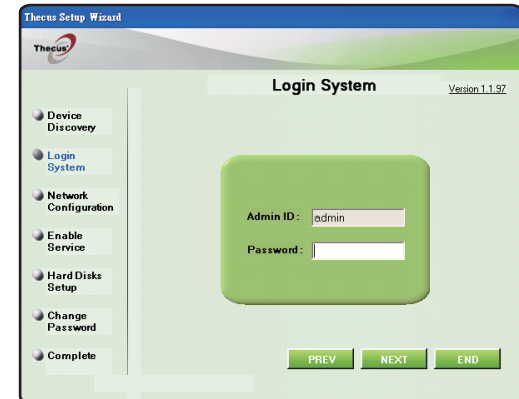 Thecus Setup Wizard
Thecus
Login System
Version 1.1.97
Device
Discovery
Login
System
Network
Configuration
Enable
Service
Hard Disks
Setup
Change
Password
Complete
Admin ID :
admin
Password :
PREV
NEXT
END